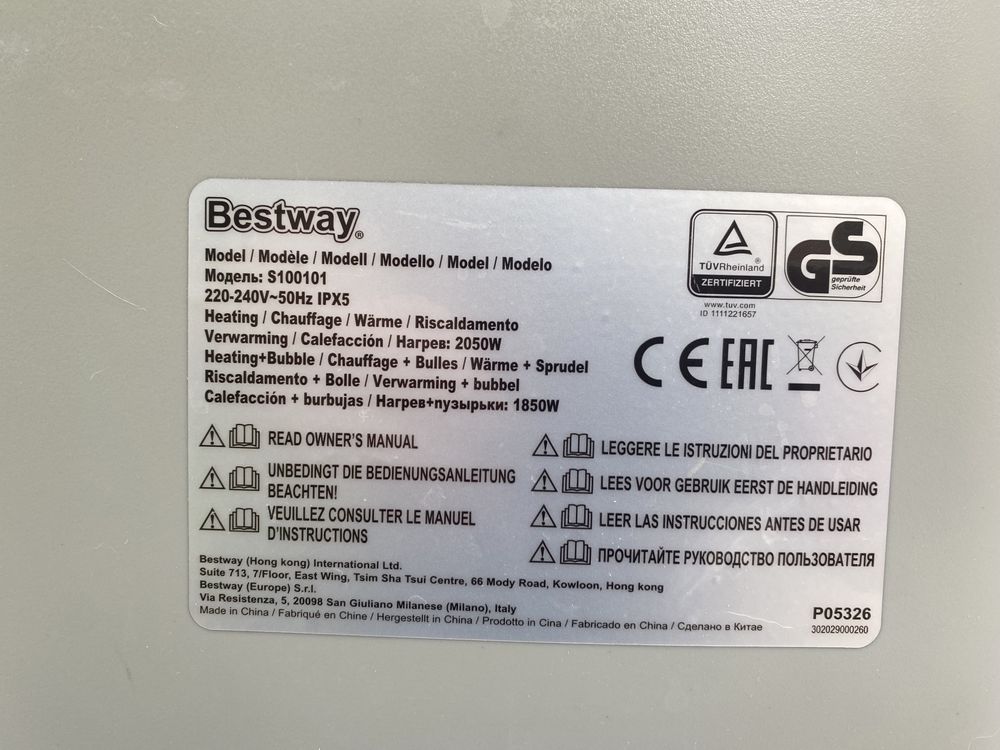 Bestway®
Model / Modèle / Modell / Modello / Model / Modelo
Модель: S100101
220-240V~50Hz IPX5
Heating / Chauffage / Wärme / Riscaldamento
Verwarming / Calefacción / Нагрев: 2050W
Heating+Bubble / Chauffage + Bulles / Wärme + Sprudel
Riscaldamento + Bolle / Verwarming + bubbel
Calefacción + burbujas / Нагрев+пузырьки: 1850W
TÜVRheinland®
ZERTIFIZIERT
GS
geprüfte
Sicherheit
www.tuv.com
ID 1111221657
CE EAC
READ OWNER'S MANUAL
UNBEDINGT DIE BEDIENUNGSANLEITUNG
BEACHTEN!
VEUILLEZ CONSULTER LE MANUEL
D'INSTRUCTIONS
LEGGERE LE ISTRUZIONI DEL PROPRIETARIO
LEES VOOR GEBRUIK EERST DE HANDLEIDING
LEER LAS INSTRUCCIONES ANTES DE USAR
ПРОЧИТАЙТЕ РУКОВОДСТВО ПОЛЬЗОВАТЕЛЯ
Bestway (Hong kong) International Ltd.
Suite 713, 7/Floor, East Wing, Tsim Sha Tsui Centre, 66 Mody Road, Kowloon, Hong kong
Bestway (Europe) S.r.l.
Via Resistenza, 5, 20098 San Giuliano Milanese (Milano), Italy
Made in China / Fabriqué en Chine / Hergestellt in China / Prodotto in Cina / Fabricado en China / Сделано в Китае
P05326
302029000260